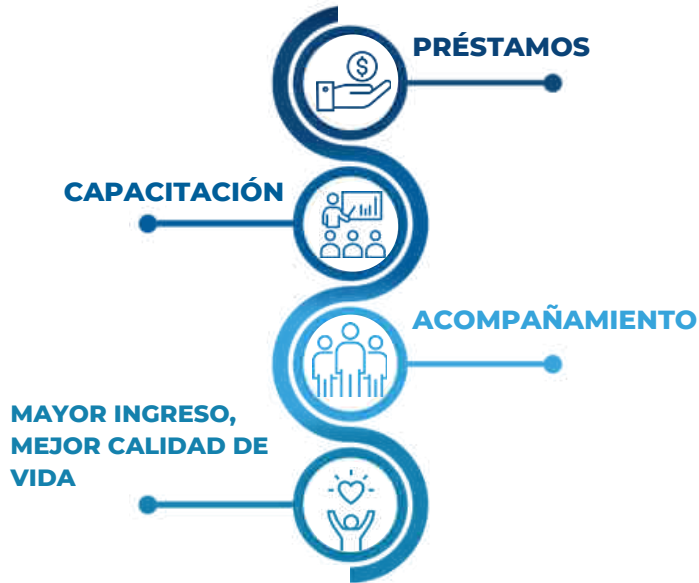 PRÉSTAMOS
CAPACITACIÓN
ACOMPAÑAMIENTO
MAYOR INGRESO,
MEJOR CALIDAD DE
VIDA